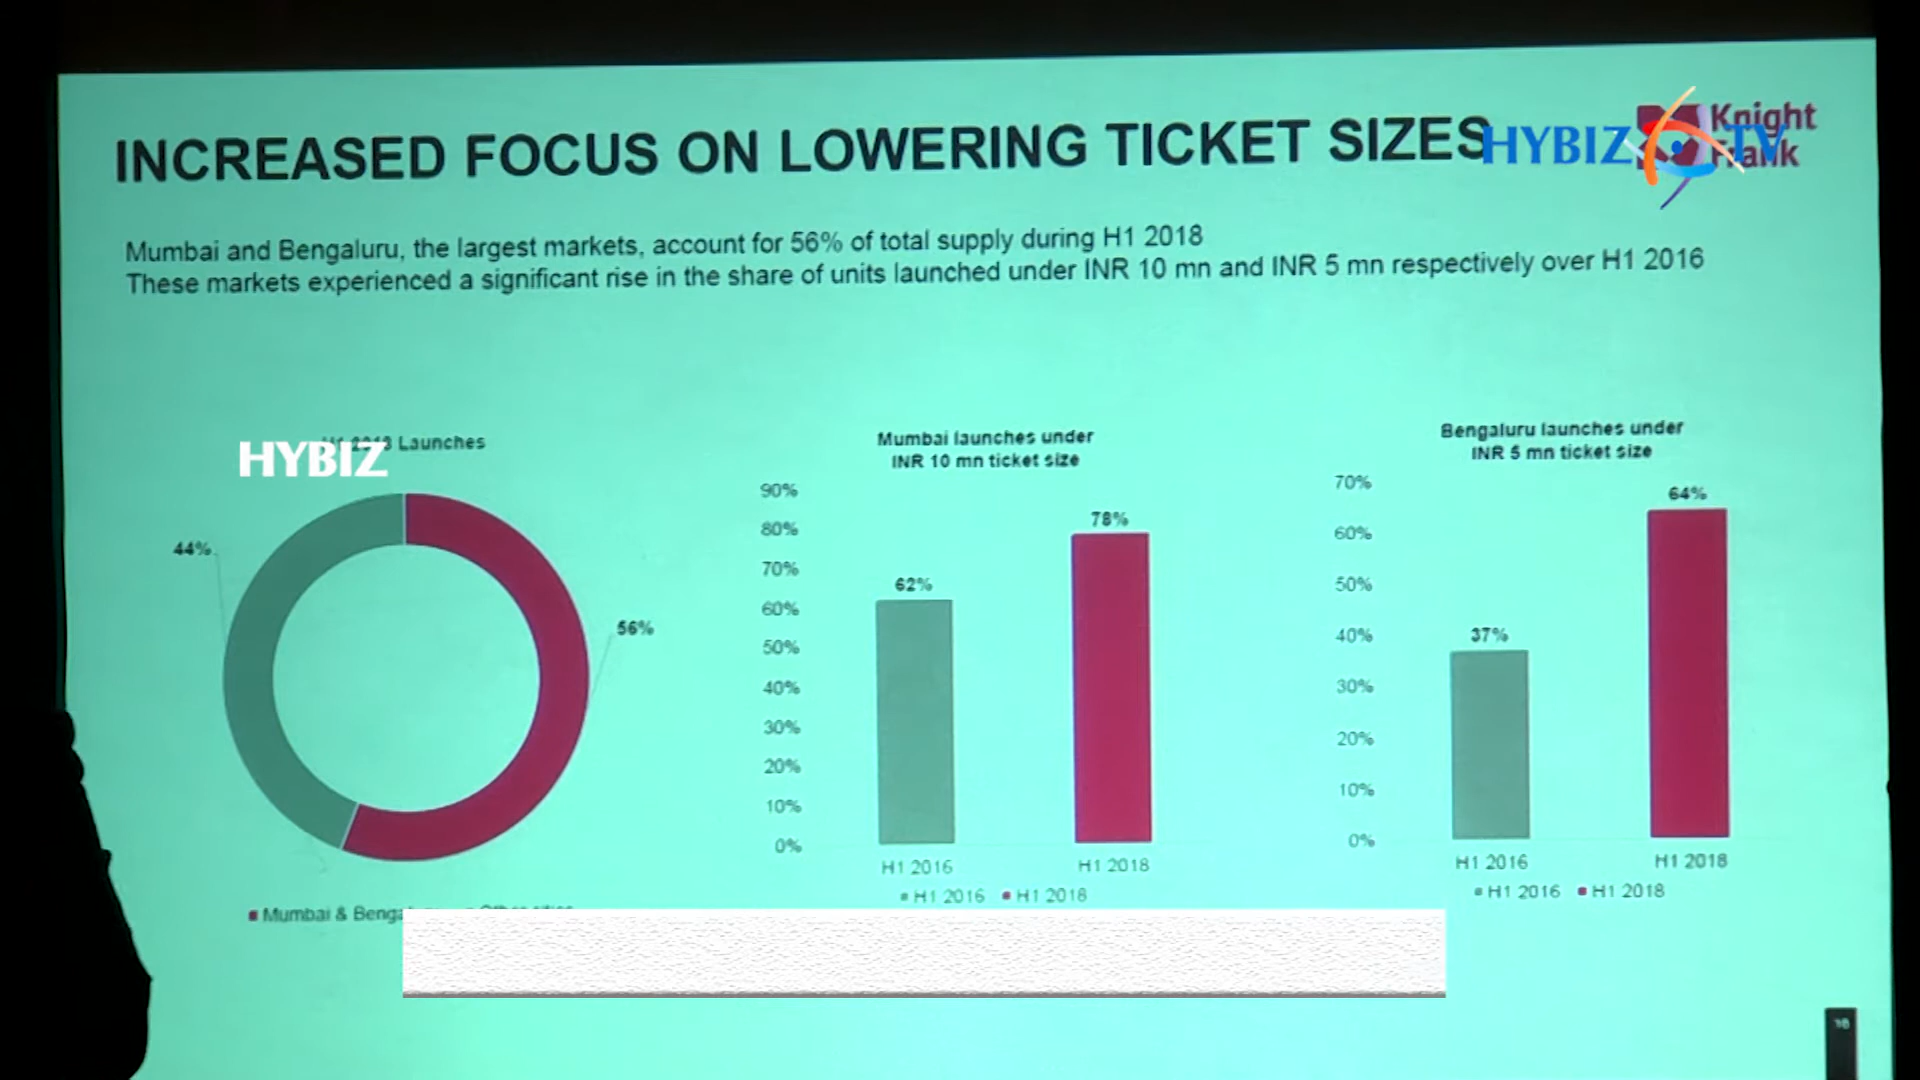 INCREASED FOCUS ON LOWERING TICKET SIZES
HYBIZ TV
Knight
Frank
Mumbai and Bengaluru, the largest markets, account for 56% of total supply during H1 2018
These markets experienced a significant rise in the share of units launched under INR 10 mn and INR 5 mn respectively over H1 2016
HYBIZ
Launches
44%
56%
Mumbai &
Mumbai launches under
INR 10 mn ticket size
90%
80%
70%
60%
50%
40%
30%
20%
10%
0%
62%
78%
H1 2016 H1 2018
H1 2016 H1 2018
Bengaluru launches under
INR 5 mn ticket size
70%
60%
50%
40%
30%
20%
10%
0%
37%
64%
H1 2016 H1 2018
H1 2016 H1 2018